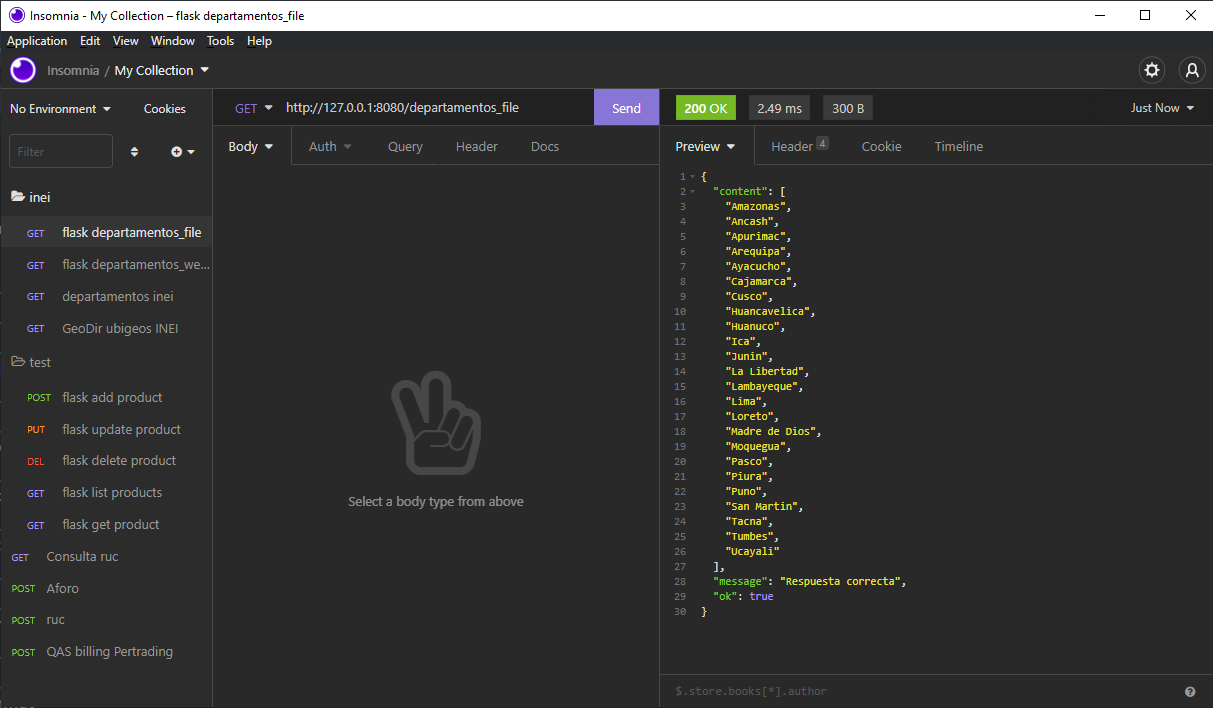 Insomnia - My Collection – flask departamentos_file
Application Edit View Window Tools Help
Insomnia / My Collection
No Environment Cookies
Filter
inei
GET flask departamentos_file
GET flask departamentos_we...
GET departamentos inei
GET GeoDir ubigeos INEI
test
POST flask add product
PUT flask update product
DEL flask delete product
GET flask list products
GET flask get product
GET Consulta ruc
POST Aforo
POST ruc
POST QAS billing Pertrading
GET http://127.0.0.1:8080/departamentos_file Send
Body Auth Query Header Docs
Select a body type from above
200 OK 2.49 ms 300 B Just Now
Preview Header 4 Cookie Timeline
1 {
2 "content": [
3 "Amazonas",
4 "Ancash",
5 "Apurimac",
6 "Arequipa",
7 "Ayacucho",
8 "Cajamarca",
9 "Cusco",
10 "Huancavelica",
11 "Huanuco",
12 "Ica",
13 "Junin",
14 "La Libertad",
15 "Lambayeque",
16 "Lima",
17 "Loreto",
18 "Madre de Dios",
19 "Moquegua",
20 "Pasco",
21 "Piura",
22 "Puno",
23 "San Martin",
24 "Tacna",
25 "Tumbes",
26 "Ucayali"
27 ],
28 "message": "Respuesta correcta",
29 "ok": true
30 }
$.store.books[*].author